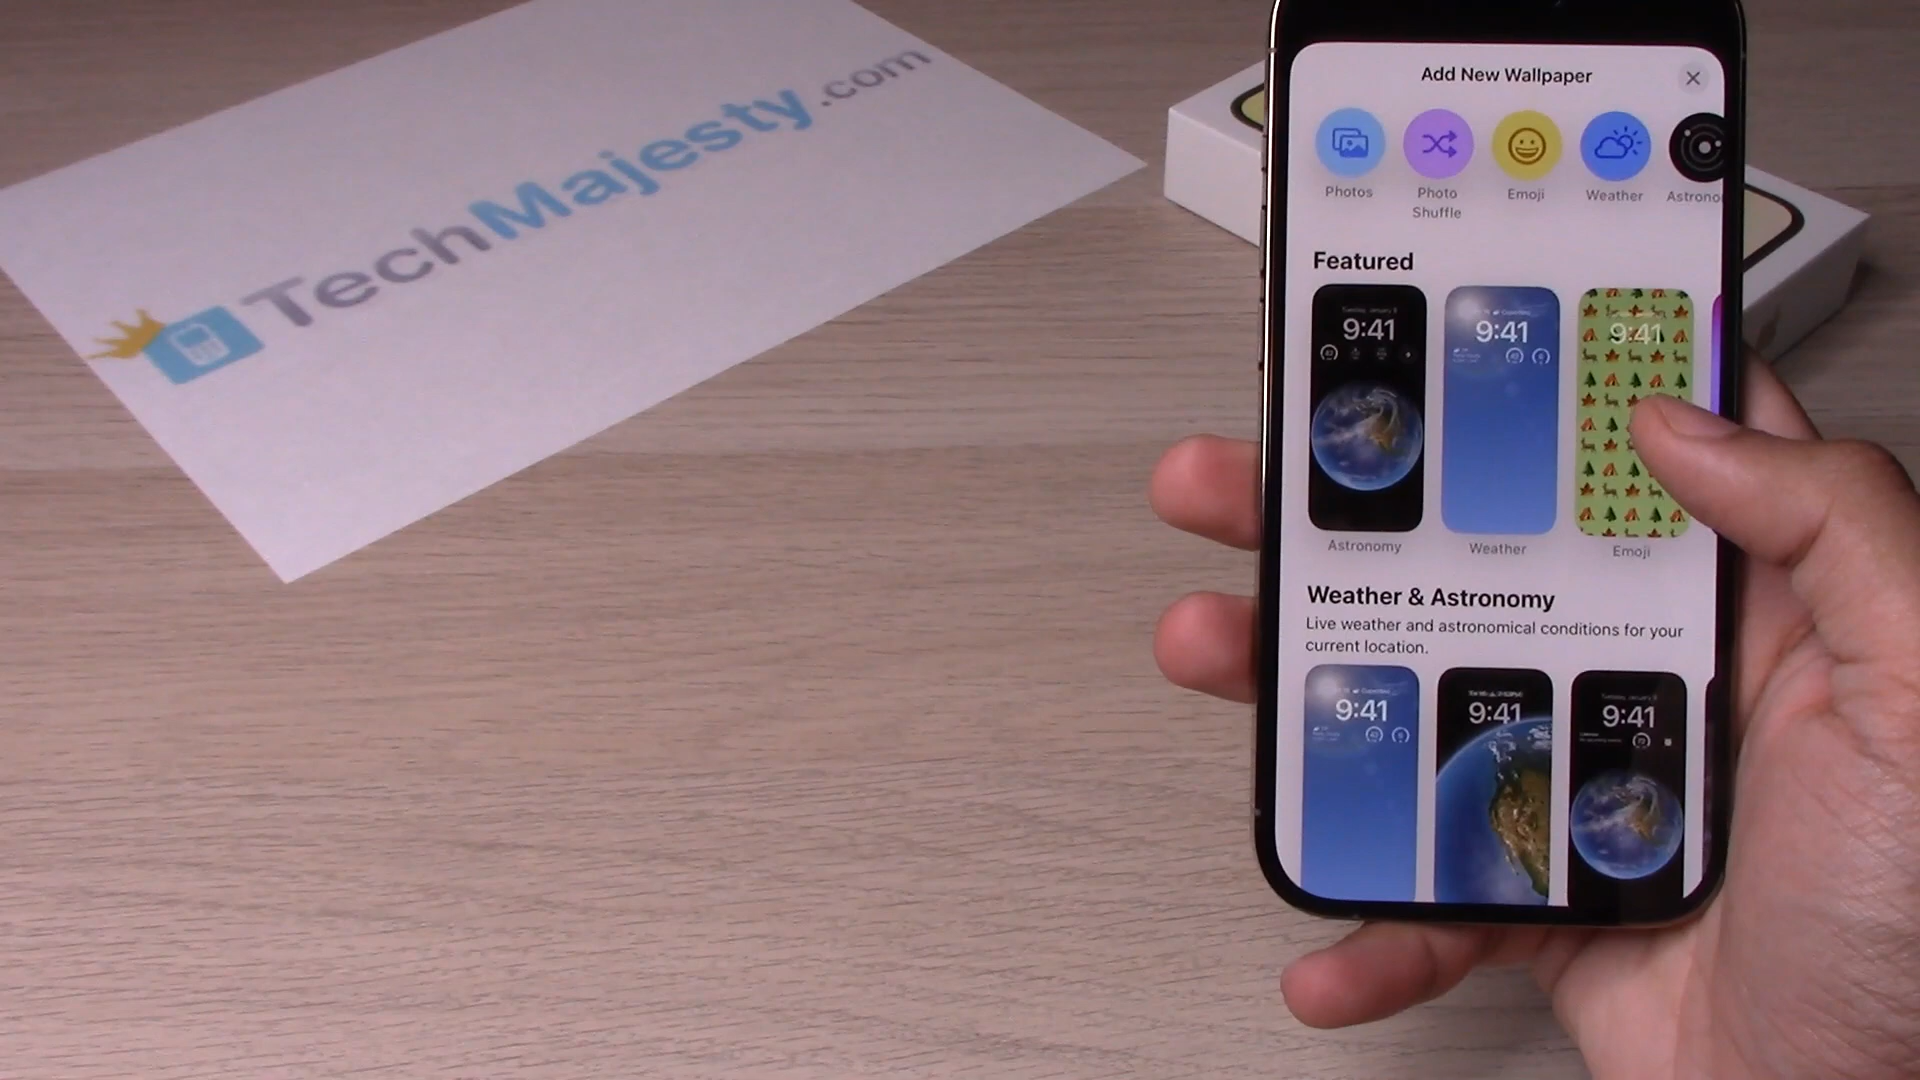 TechMajesty.com
Add New Wallpaper
Photos
Photo Shuffle
Emoji
Weather
Astrono
Featured
9:41
9:41
9:41
Astronomy
Weather
Emoji
Weather & Astronomy
Live weather and astronomical conditions for your
current location.
9:41
9:41
9:41